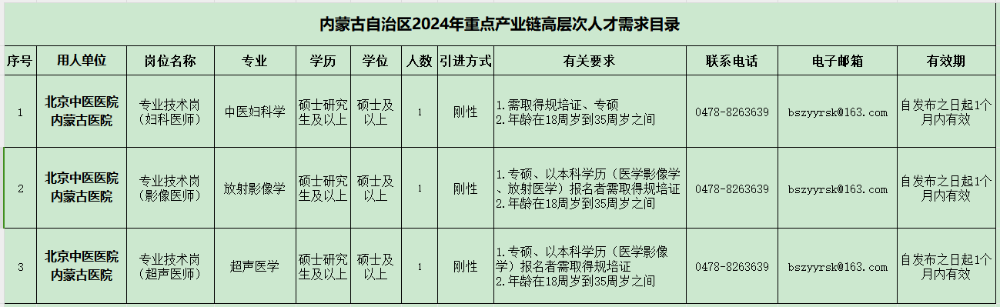 内蒙古自治区2024年重点产业链高层次人才需求目录
序号 用人单位 岗位名称 专业 学历 学位 人数 引进方式 有关要求 联系电话 电子邮箱 有效期
1
北京中医医院
内蒙古医院
专业技术岗
（妇科医师）
中医妇科学
硕士研究
生及以上
硕士及
以上
1
刚性
1.需取得规培证、专硕
2.年龄在18周岁到35周岁之间
0478-8263639
bszyyrsk@163.com
自发布之日起1个
月内有效
2
北京中医医院
内蒙古医院
专业技术岗
（影像医师）
放射影像学
硕士研究
生及以上
硕士及
以上
1
刚性
1.专硕、以本科学历（医学影像学
、放射医学）报名者需取得规培证
2.年龄在18周岁到35周岁之间
0478-8263639
bszyyrsk@163.com
自发布之日起1个
月内有效
3
北京中医医院
内蒙古医院
专业技术岗
（超声医师）
超声医学
硕士研究
生及以上
硕士及
以上
1
刚性
1.专硕、以本科学历（医学影像
学）报名者需取得规培证
2.年龄在18周岁到35周岁之间
0478-8263639
bszyyrsk@163.com
自发布之日起1个
月内有效